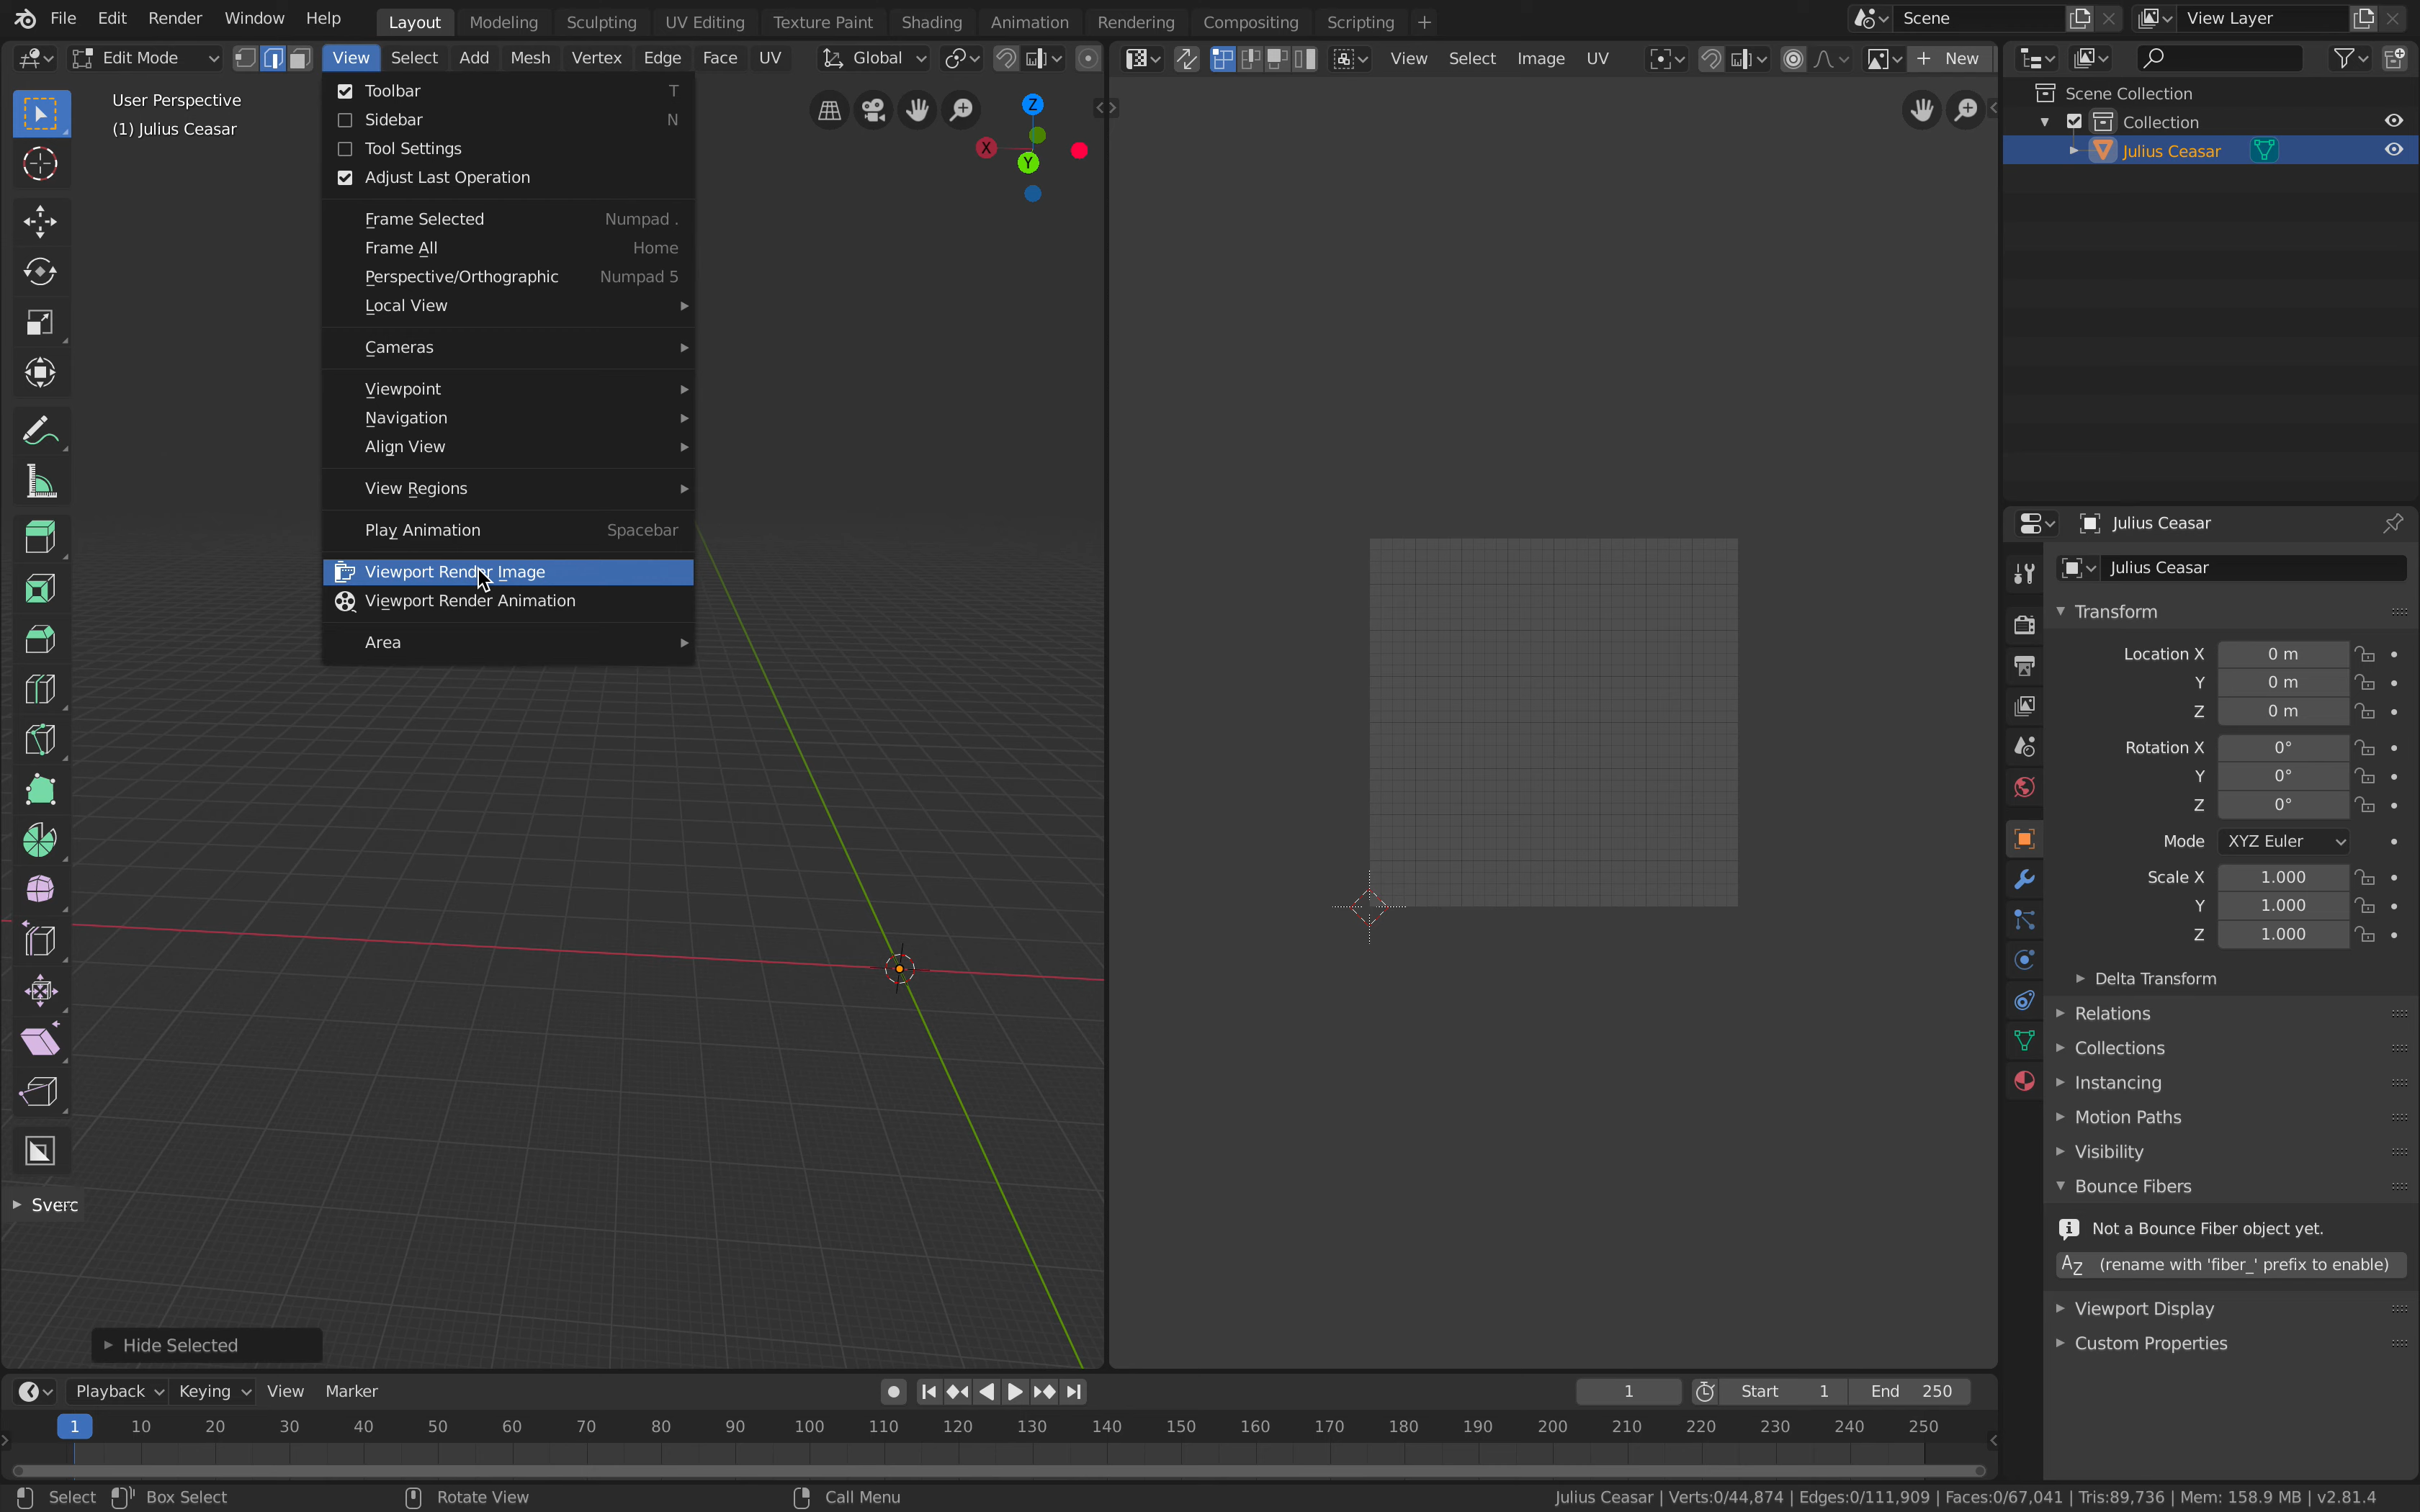 File Edit Render Window Help Layout Modeling Sculpting UV Editing Texture Paint Shading Animation Rendering Compositing Scripting + Scene View Layer
Edit Mode View Select Add Mesh Vertex Edge Face UV Global View Select Image UV + New
User Perspective
(1) Julius Ceasar
Toolbar T
Sidebar N
Tool Settings
Adjust Last Operation
Frame Selected Numpad .
Frame All Home
Perspective/Orthographic Numpad 5
Local View
Cameras
Viewpoint
Navigation
Align View
View Regions
Play Animation Spacebar
Viewport Render Image
Viewport Render Animation
Area
Z
X
Y
Hide Selected
Scene Collection
Collection
Julius Ceasar
Julius Ceasar
Julius Ceasar
Transform
Location X 0 m
Y 0 m
Z 0 m
Rotation X 0°
Y 0°
Z 0°
Mode XYZ Euler
Scale X 1.000
Y 1.000
Z 1.000
Delta Transform
Relations
Collections
Instancing
Motion Paths
Visibility
Bounce Fibers
Not a Bounce Fiber object yet.
(rename with 'fiber_' prefix to enable)
Viewport Display
Custom Properties
Playback Keying View Marker 1 Start 1 End 250
1 10 20 30 40 50 60 70 80 90 100 110 120 130 140 150 160 170 180 190 200 210 220 230 240 250
Select Box Select Rotate View Call Menu Julius Ceasar | Verts:0/44,874 | Edges:0/111,909 | Faces:0/67,041 | Tris:89,736 | Mem: 158.9 MB | v2.81.4